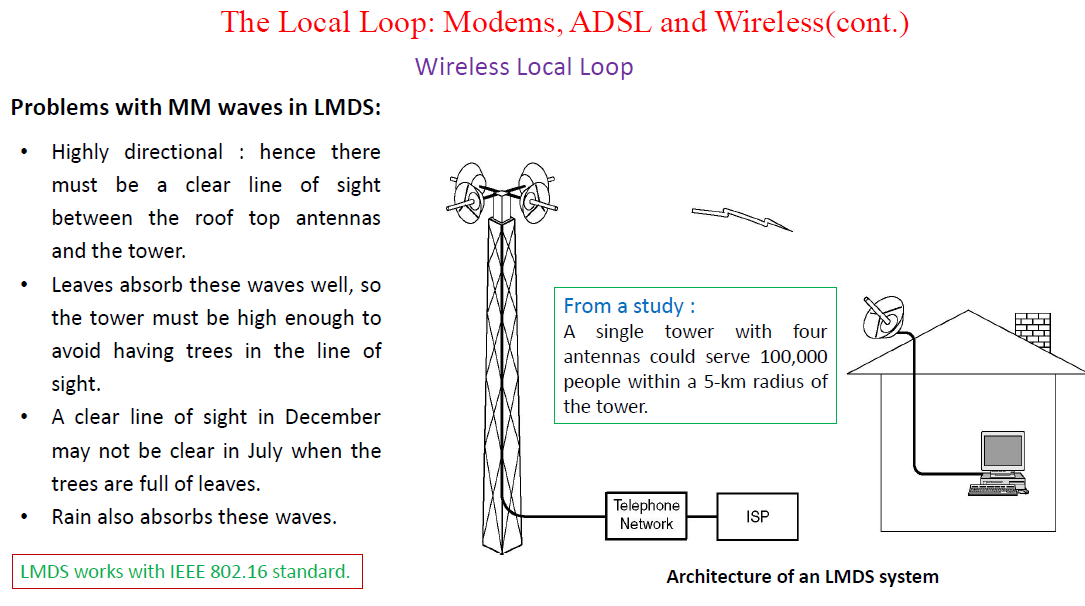 The Local Loop: Modems, ADSL and Wireless(cont.)
Wireless Local Loop
Problems with MM waves in LMDS:
• Highly directional : hence there
must be a clear line of sight
between the roof top antennas
and the tower.
• Leaves absorb these waves well, so
the tower must be high enough to
avoid having trees in the line of
sight.
• A clear line of sight in December
may not be clear in July when the
trees are full of leaves.
• Rain also absorbs these waves.
LMDS works with IEEE 802.16 standard.
From a study :
A single tower with four
antennas could serve 100,000
people within a 5-km radius of
the tower.
Telephone
Network
ISP
Architecture of an LMDS system